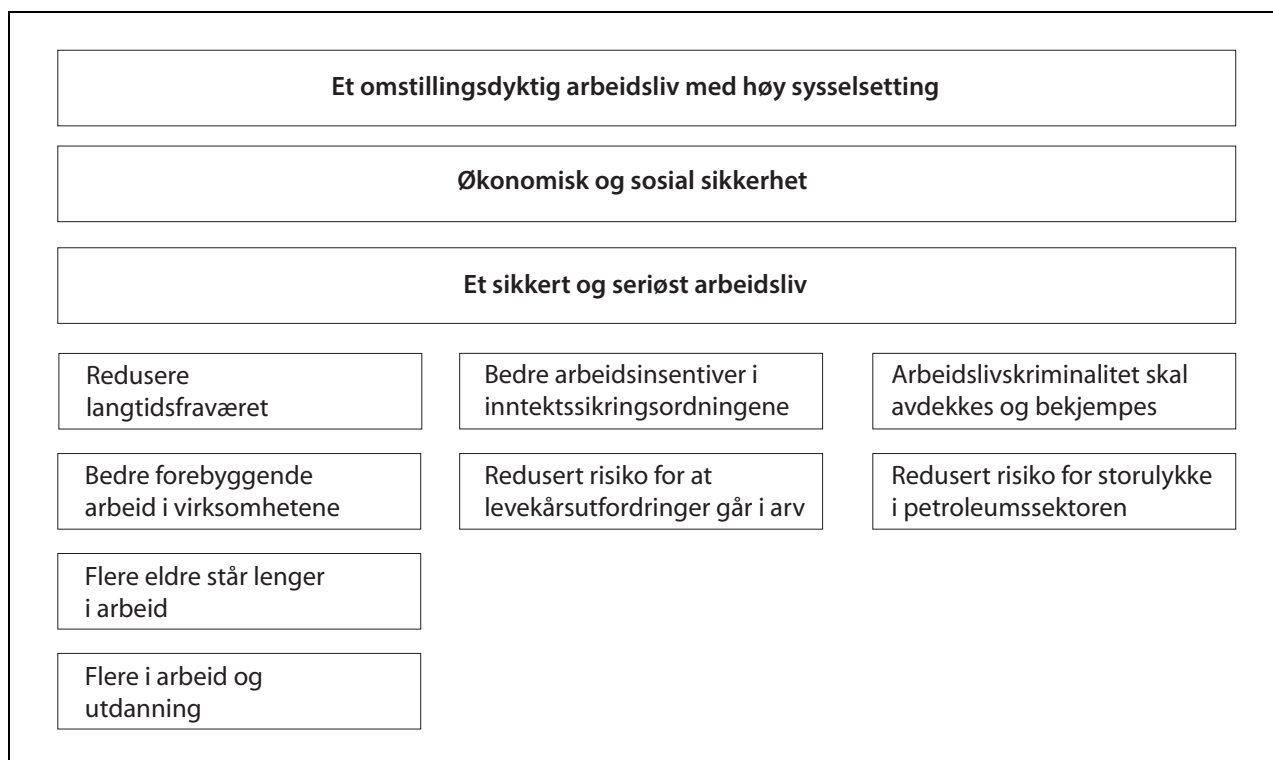 Et omstillingsdyktig arbeidsliv med høy sysselsetting
Økonomisk og sosial sikkerhet
Et sikkert og seriøst arbeidsliv
Redusere
langtidsfraværet
Bedre arbeidsinsentiver i
inntektssikringsordningene
Arbeidslivskriminalitet skal
avdekkes og bekjempes
Bedre forebyggende
arbeid i virksomhetene
Redusert risiko for at
levekårsutfordringer går i arv
Redusert risiko for storulykke
i petroleumssektoren
Flere eldre står lenger
i arbeid
Flere i arbeid og
utdanning